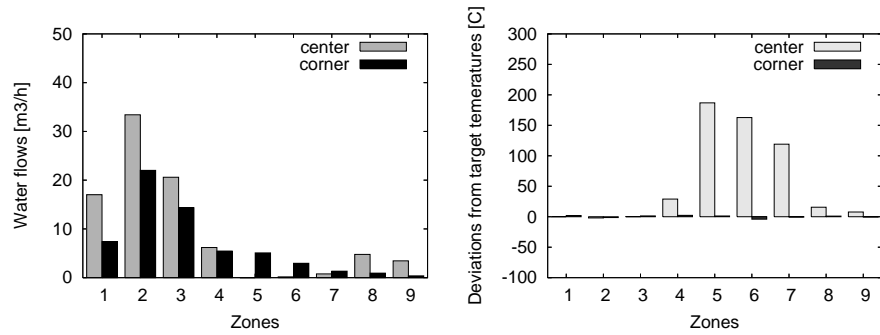 Water flows [m3/h]
50
40
30
20
10
0
center
corner
1 2 3 4 5 6 7 8 9
Zones
Deviations from target temeratures [C]
300
250
200
150
100
50
0
-50
-100
center
corner
1 2 3 4 5 6 7 8 9
Zones